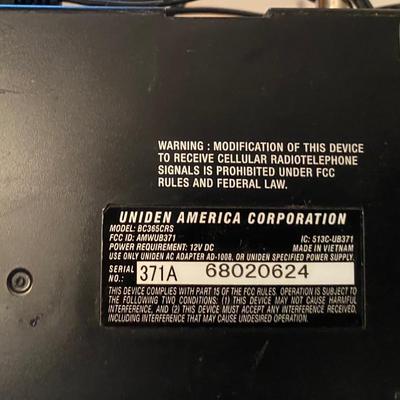 WARNING : MODIFICATION OF THIS DEVICE
TO RECEIVE CELLULAR RADIOTELEPHONE
SIGNALS IS PROHIBITED UNDER FCC
RULES AND FEDERAL LAW.
UNIDEN AMERICA CORPORATION
MODEL: BC365CRS
FCC ID: AMWUB371 IC: 513C-UB371
POWER REQUIREMENT: 12V DC MADE IN VIETNAM
USE ONLY UNIDEN AC ADAPTER AD-1008, OR UNIDEN SPECIFIED POWER SUPPLY.
SERIAL NO.: 371A 68020624
THIS DEVICE COMPLIES WITH PART 15 OF THE FCC RULES. OPERATION IS SUBJECT TO THE
FOLLOWING TWO CONDITIONS: (1) THIS DEVICE MAY NOT CAUSE HARMFUL
INTERFERENCE, AND (2) THIS DEVICE MUST ACCEPT ANY INTERFERENCE RECEIVED,
INCLUDING INTERFERENCE THAT MAY CAUSE UNDESIRED OPERATION.